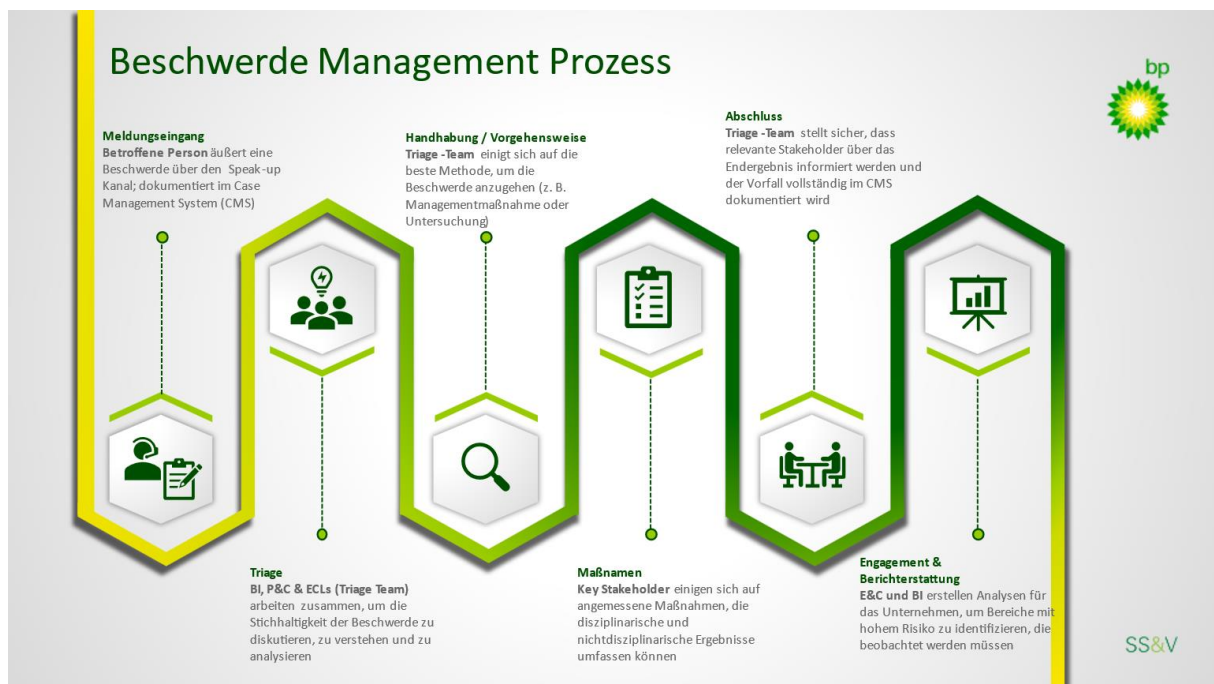 Beschwerde Management Prozess
bp
Meldungseingang
Betroffene Person äußert eine
Beschwerde über den Speak-up
Kanal; dokumentiert im Case
Management System (CMS)
Handhabung / Vorgehensweise
Triage -Team einigt sich auf die
beste Methode, um die
Beschwerde anzugehen (z. B.
Managementmaßnahme oder
Untersuchung)
Abschluss
Triage -Team stellt sicher, dass
relevante Stakeholder über das
Endergebnis informiert werden und
der Vorfall vollständig im CMS
dokumentiert wird
Triage
BI, P&C & ECLs (Triage Team)
arbeiten zusammen, um die
Stichhaltigkeit der Beschwerde zu
diskutieren, zu verstehen und zu
analysieren
Maßnamen
Key Stakeholder einigen sich auf
angemessene Maßnahmen, die
disziplinarische und
nichtdisziplinarische Ergebnisse
umfassen können
Engagement &
Berichterstattung
E&C und BI erstellen Analysen für
das Unternehmen, um Bereiche mit
hohem Risiko zu identifizieren, die
beobachtet werden müssen
SS&V